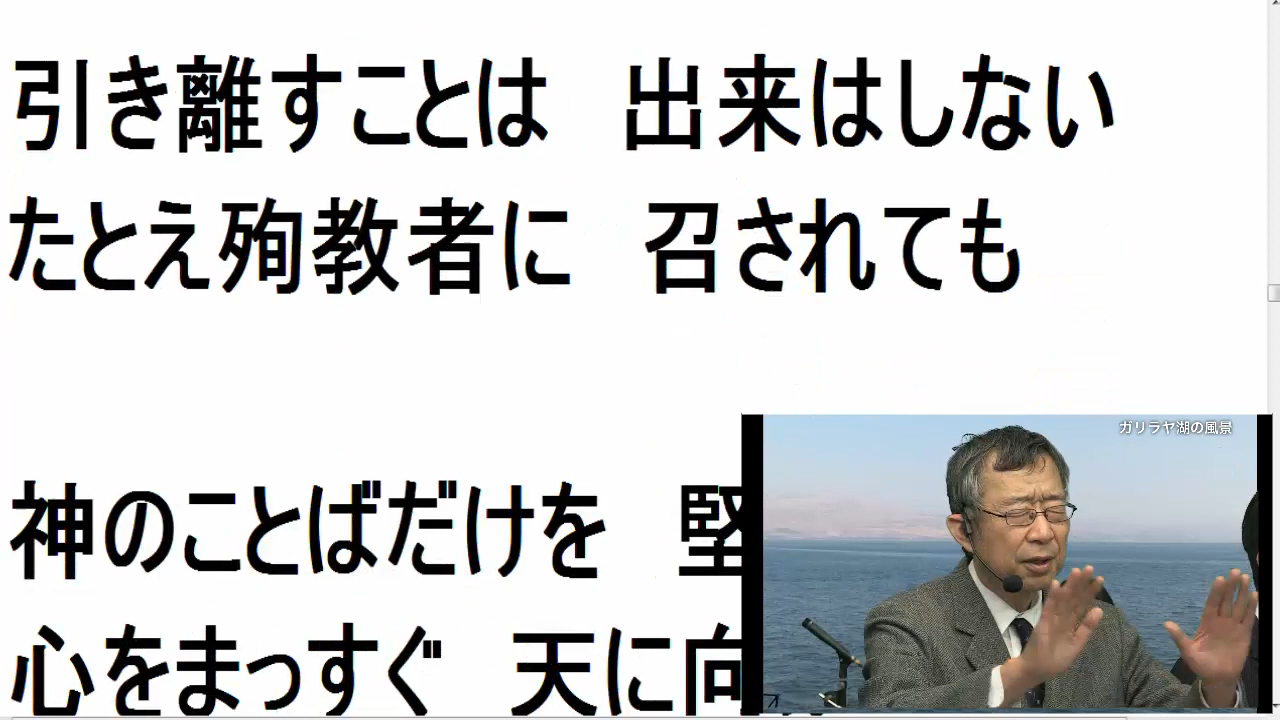 引き離すことは　出来はしない
たとえ殉教者に　召されても
神のことばだけを　堅
心をまっすぐ　天に向
ガリラヤ湖の風景